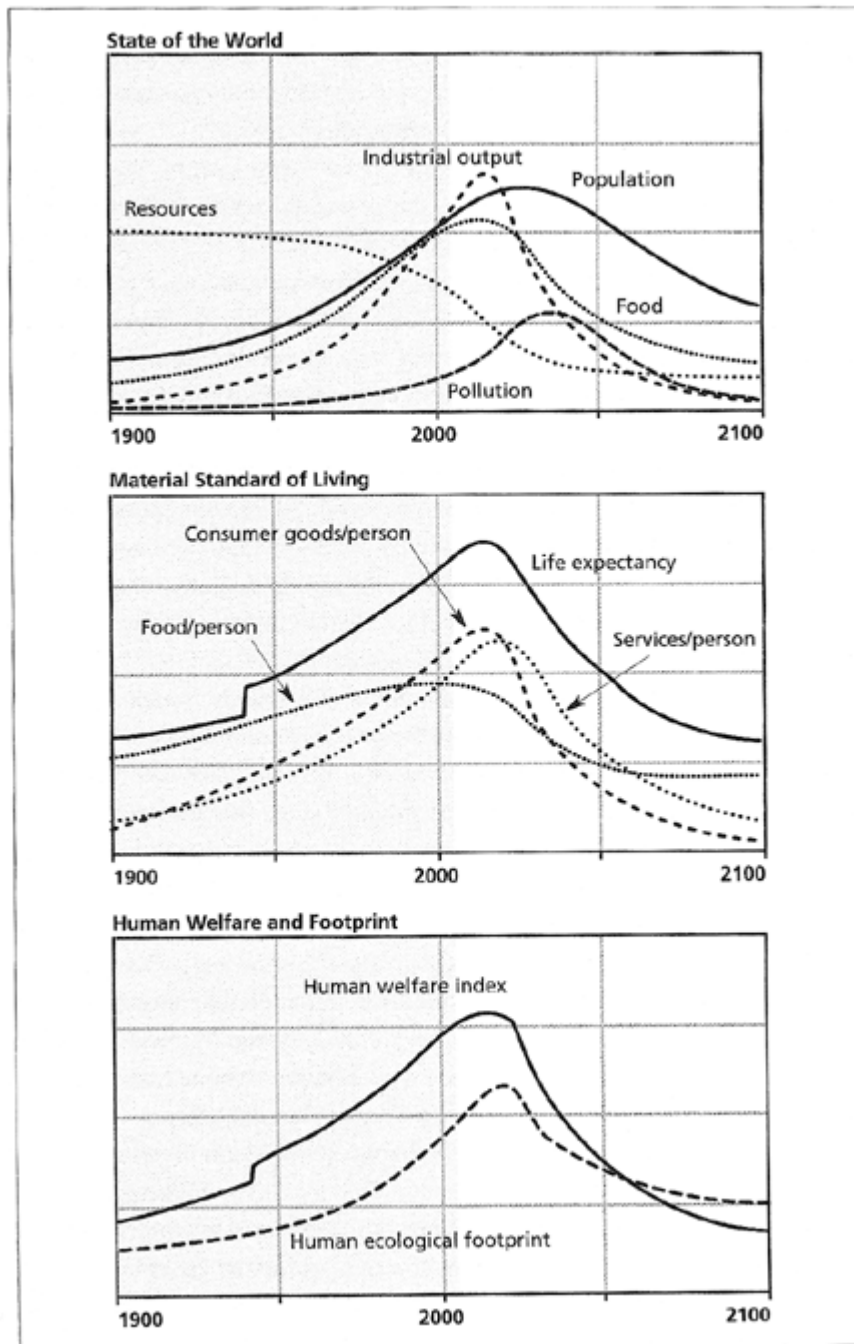 State of the World
Industrial output
Population
Resources
Food
Pollution
1900 2000 2100
Material Standard of Living
Consumer goods/person
Life expectancy
Food/person
Services/person
1900 2000 2100
Human Welfare and Footprint
Human welfare index
Human ecological footprint
1900 2000 2100